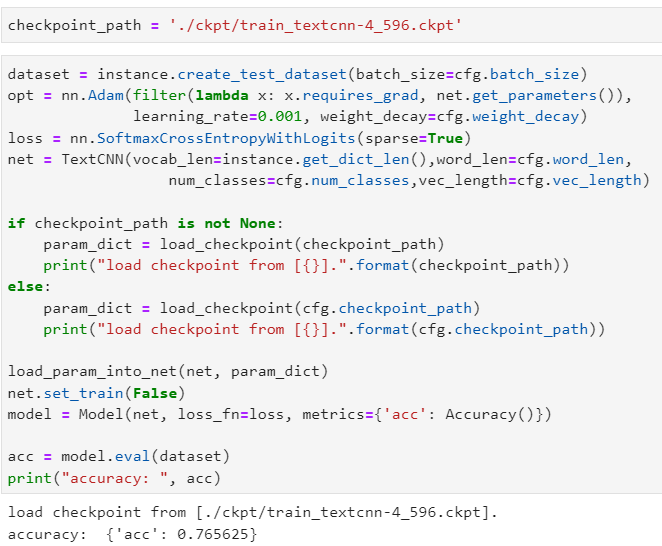 checkpoint_path = './ckpt/train_textcnn-4_596.ckpt'
dataset = instance.create_test_dataset(batch_size=cfg.batch_size)
opt = nn.Adam(filter(lambda x: x.requires_grad, net.get_parameters()),
              learning_rate=0.001, weight_decay=cfg.weight_decay)
loss = nn.SoftmaxCrossEntropyWithLogits(sparse=True)
net = TextCNN(vocab_len=instance.get_dict_len(),word_len=cfg.word_len,
                  num_classes=cfg.num_classes,vec_length=cfg.vec_length)
if checkpoint_path is not None:
    param_dict = load_checkpoint(checkpoint_path)
    print("load checkpoint from [{}].".format(checkpoint_path))
else:
    param_dict = load_checkpoint(cfg.checkpoint_path)
    print("load checkpoint from [{}].".format(cfg.checkpoint_path))
load_param_into_net(net, param_dict)
net.set_train(False)
model = Model(net, loss_fn=loss, metrics={'acc': Accuracy()})
acc = model.eval(dataset)
print("accuracy: ", acc)
load checkpoint from [./ckpt/train_textcnn-4_596.ckpt].
accuracy:  {'acc': 0.765625}